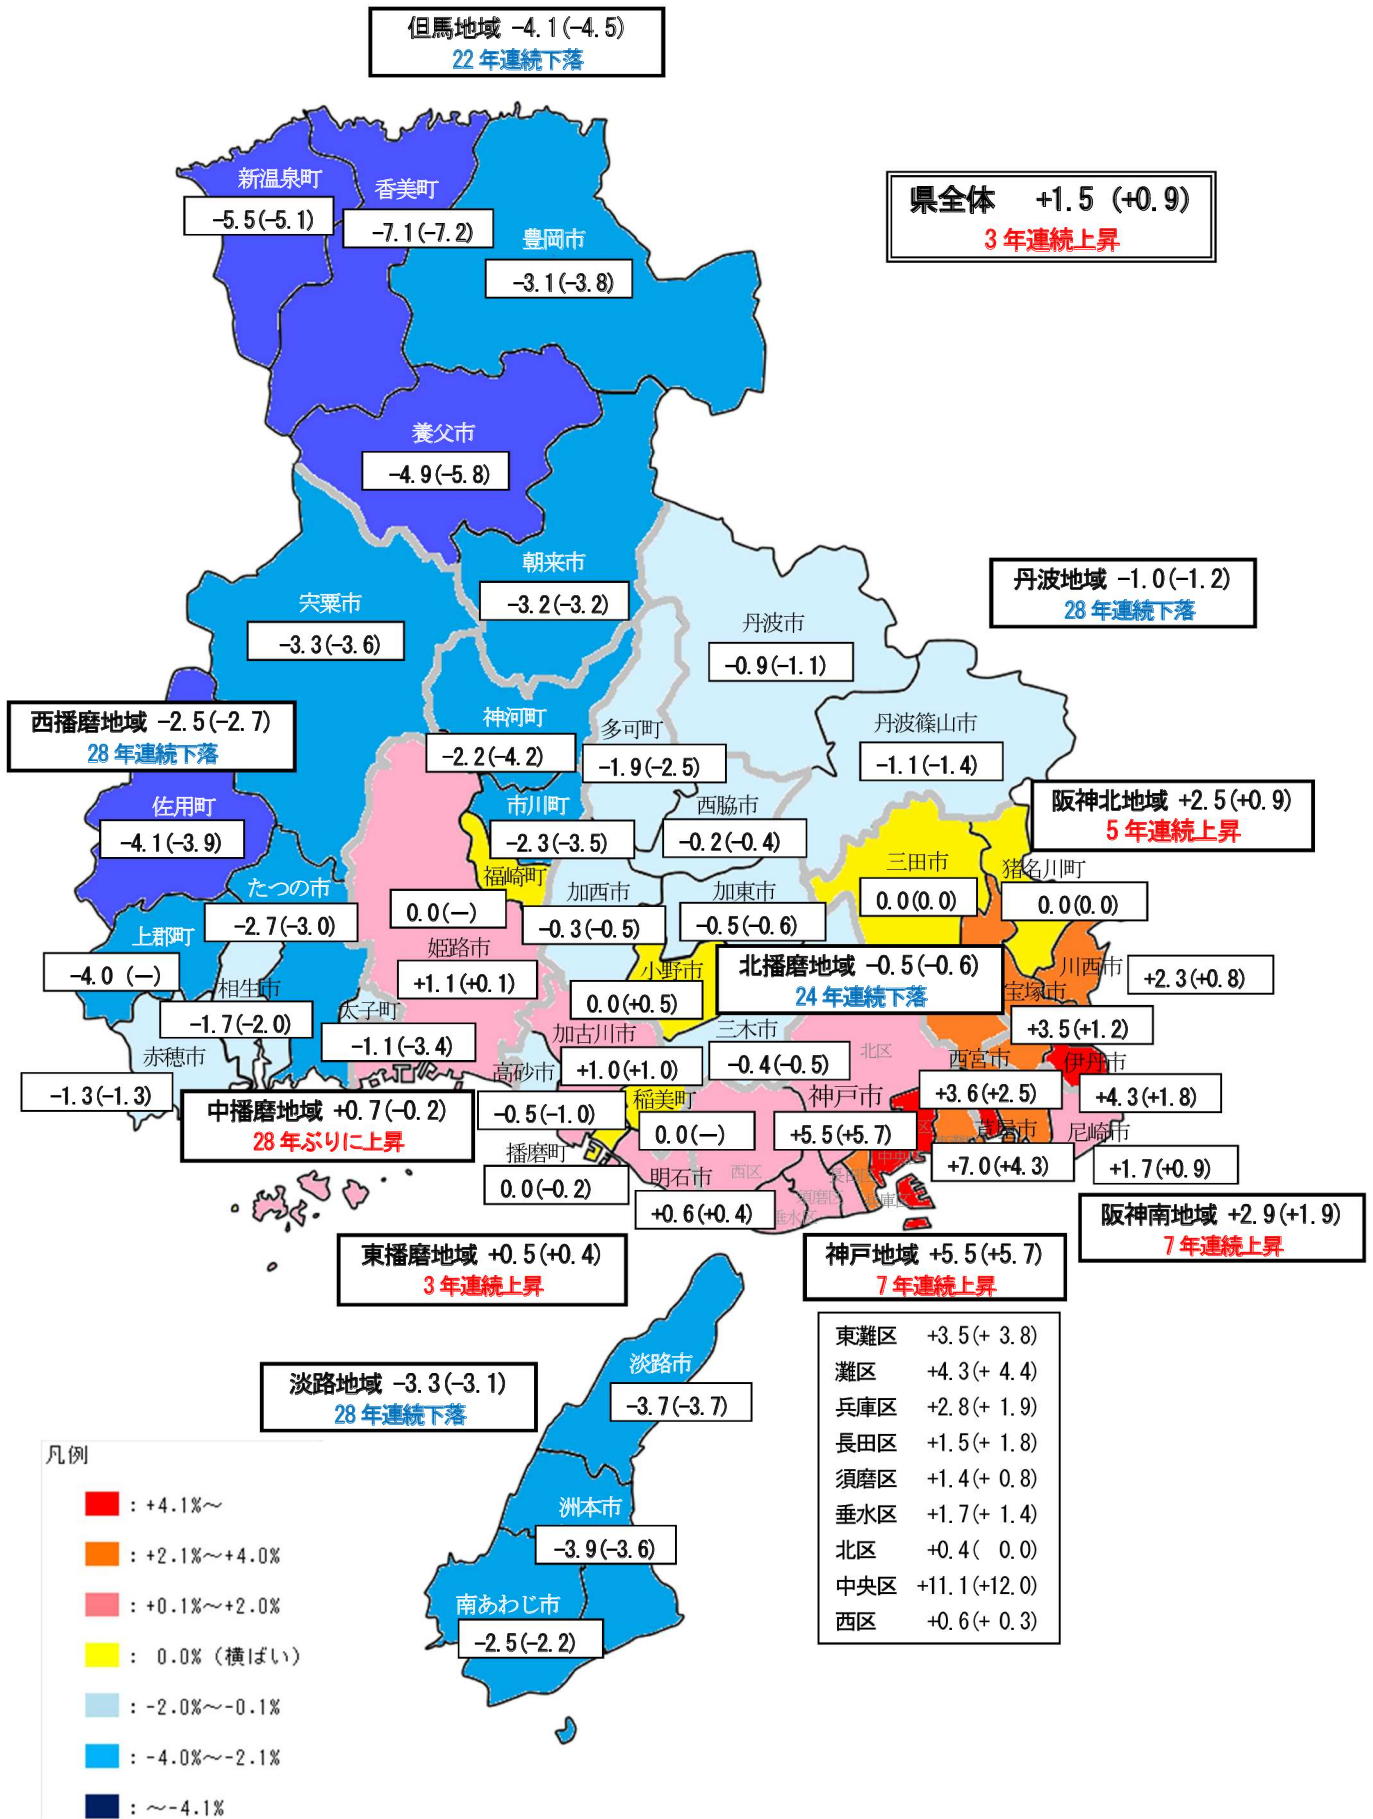 但馬地域 -4.1(-4.5)
22年連続下落
新温泉町
-5.5(-5.1)
香美町
-7.1(-7.2)
豊岡市
-3.1(-3.8)
県全体 +1.5 (+0.9)
3年連続上昇
養父市
-4.9(-5.8)
朝来市
-3.2(-3.2)
宍粟市
-3.3(-3.6)
丹波地域 -1.0(-1.2)
28年連続下落
丹波市
-0.9(-1.1)
西播磨地域 -2.5(-2.7)
28年連続下落
神河町
-2.2(-4.2)
多可町
-1.9(-2.5)
丹波篠山市
-1.1(-1.4)
佐用町
-4.1(-3.9)
市川町
-2.3(-3.5)
西脇市
-0.2(-0.4)
阪神北地域 +2.5(+0.9)
5年連続上昇
三田市
0.0(0.0)
猪名川町
0.0(0.0)
たつの市
-2.7(-3.0)
福崎町
0.0(—)
加西市
-0.3(-0.5)
加東市
-0.5(-0.6)
上郡町
-4.0 (—)
姫路市
+1.1(+0.1)
小野市
0.0(+0.5)
北播磨地域 -0.5(-0.6)
24年連続下落
川西市
+2.3(+0.8)
相生市
-1.7(-2.0)
太子町
-1.1(-3.4)
宝塚市
+3.5(+1.2)
赤穂市
-1.3(-1.3)
高砂市
-0.5(-1.0)
加古川市
+1.0(+1.0)
三木市
-0.4(-0.5)
北区
西宮市
+3.6(+2.5)
伊丹市
+4.3(+1.8)
中播磨地域 +0.7(-0.2)
28年ぶりに上昇
稲美町
0.0(—)
神戸市
+5.5(+5.7)
芦屋市
+7.0(+4.3)
尼崎市
+1.7(+0.9)
播磨町
0.0(-0.2)
明石市
+0.6(+0.4)
西区
中央区
長田区
須磨区
兵庫区
垂水区
阪神南地域 +2.9(+1.9)
7年連続上昇
東播磨地域 +0.5(+0.4)
3年連続上昇
神戸地域 +5.5(+5.7)
7年連続上昇
東灘区 +3.5(+ 3.8)
灘区 +4.3(+ 4.4)
兵庫区 +2.8(+ 1.9)
長田区 +1.5(+ 1.8)
須磨区 +1.4(+ 0.8)
垂水区 +1.7(+ 1.4)
北区 +0.4( 0.0)
中央区 +11.1(+12.0)
西区 +0.6(+ 0.3)
淡路地域 -3.3(-3.1)
28年連続下落
淡路市
-3.7(-3.7)
洲本市
-3.9(-3.6)
南あわじ市
-2.5(-2.2)
凡例
:+4.1%~
:+2.1%~+4.0%
:+0.1%~+2.0%
: 0.0%(横ばい)
:-2.0%~-0.1%
:-4.0%~-2.1%
:~-4.1%